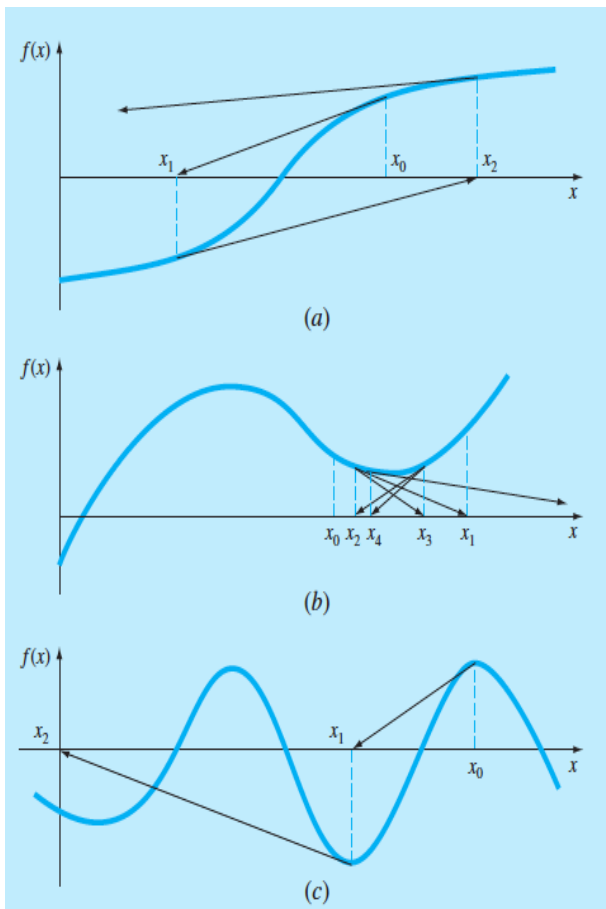 f(x)
x₁
x₀ x₂
x
(a)
f(x)
x₀ x₂ x₄ x₃ x₁ x
(b)
f(x)
x₂ x₁
x₀ x
(c)